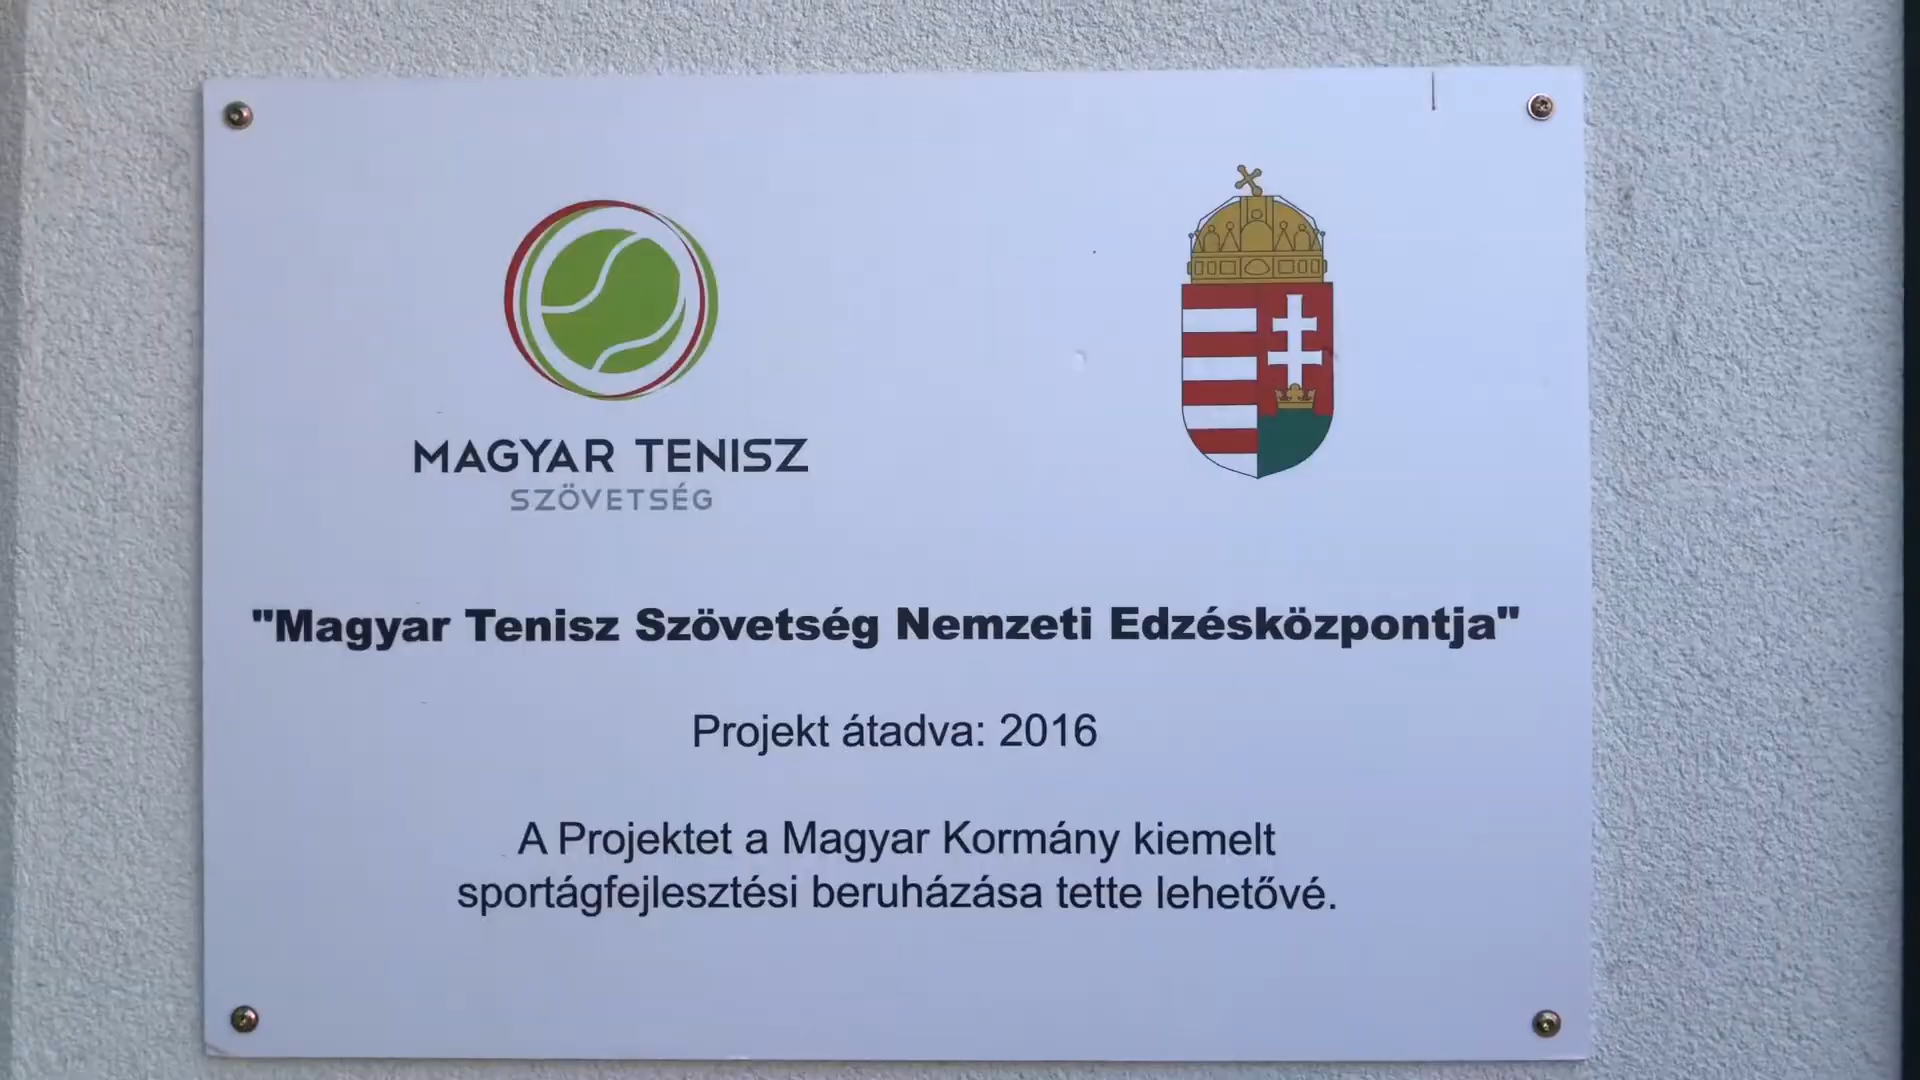 MAGYAR TENISZ
SZÖVETSÉG
"Magyar Tenisz Szövetség Nemzeti Edzésközpontja"
Projekt átadva: 2016
A Projektet a Magyar Kormány kiemelt
sportágfejlesztési beruházása tette lehetővé.